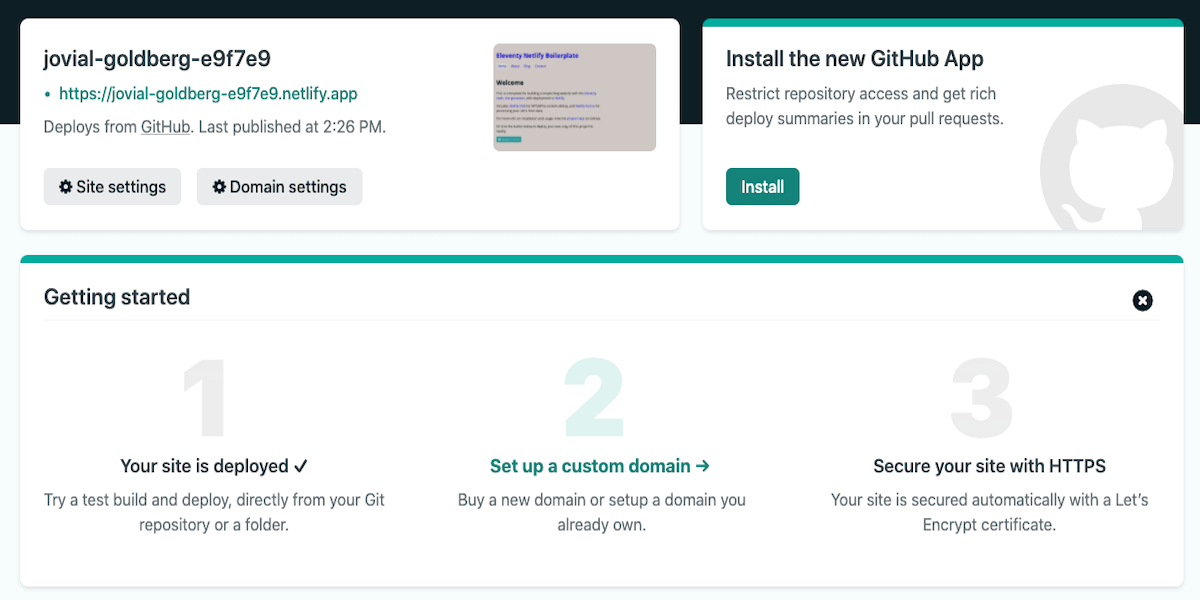 jovial-goldberg-e9f7e9
• https://jovial-goldberg-e9f7e9.netlify.app
Deploys from GitHub. Last published at 2:26 PM.
Site settings
Domain settings
Eleventy Netlify Boilerplate
Home About Blog Contact
Welcome
Install the new GitHub App
Restrict repository access and get rich
deploy summaries in your pull requests.
Install
Getting started
1
Your site is deployed ✓
Try a test build and deploy, directly from your Git
repository or a folder.
2
Set up a custom domain →
Buy a new domain or setup a domain you
already own.
3
Secure your site with HTTPS
Your site is secured automatically with a Let’s
Encrypt certificate.